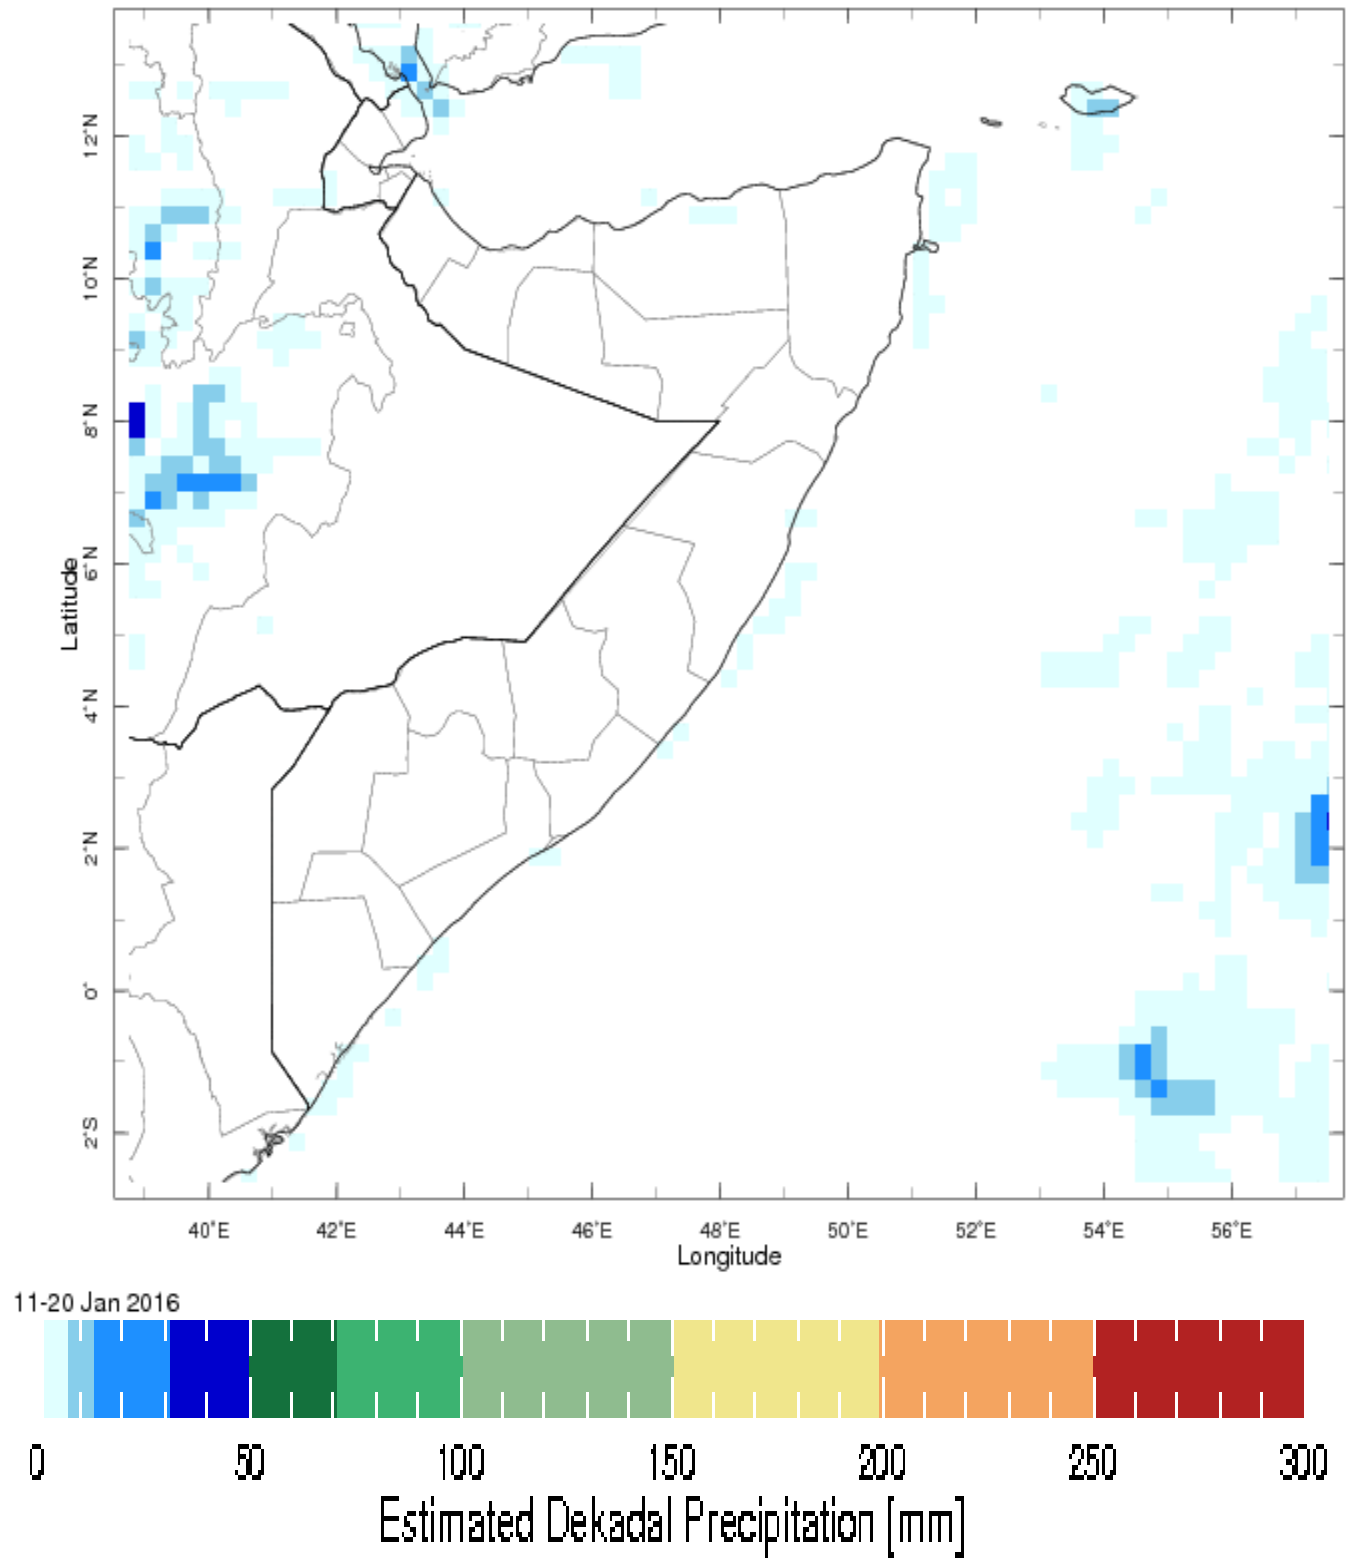 12°N
10°N
8°N
6°N
4°N
2°N
0°
2°S
Latitude
40°E 42°E 44°E 46°E 48°E 50°E 52°E 54°E 56°E
Longitude
11-20 Jan 2016
0 50 100 150 200 250 300
Estimated Dekadal Precipitation [mm]